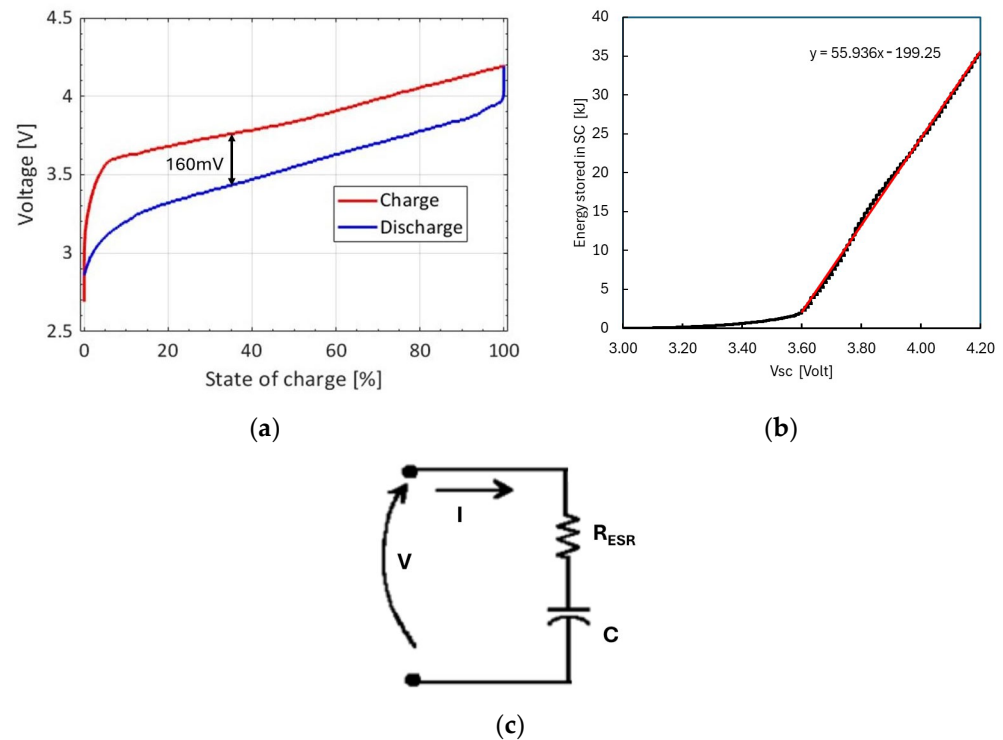 4.5
4
3.5
3
2.5
Voltage [V]
160mV
Charge
Discharge
0 20 40 60 80 100
State of charge [%]
(a)
40
35
30
25
20
15
10
5
0
Energy stored in SC [kJ]
y = 55.936x - 199.25
3.00 3.20 3.40 3.60 3.80 4.00 4.20
Vsc [Volt]
(b)
I
V
R_ESR
C
(c)